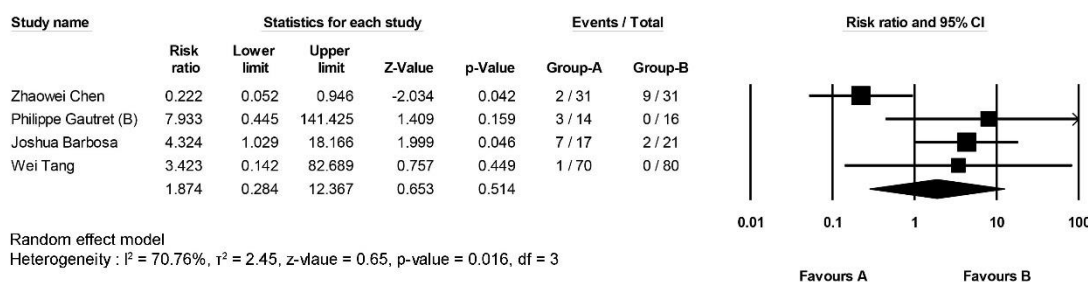 Study name Statistics for each study Events / Total Risk ratio and 95% CI
Risk ratio Lower limit Upper limit Z-Value p-Value Group-A Group-B
Zhaowei Chen 0.222 0.052 0.946 -2.034 0.042 2 / 31 9 / 31
Philippe Gautret (B) 7.933 0.445 141.425 1.409 0.159 3 / 14 0 / 16
Joshua Barbosa 4.324 1.029 18.166 1.999 0.046 7 / 17 2 / 21
Wei Tang 3.423 0.142 82.689 0.757 0.449 1 / 70 0 / 80
1.874 0.284 12.367 0.653 0.514
0.01 0.1 1 10 100
Random effect model
Heterogeneity : I² = 70.76%, τ² = 2.45, z-vlaue = 0.65, p-value = 0.016, df = 3
Favours A Favours B